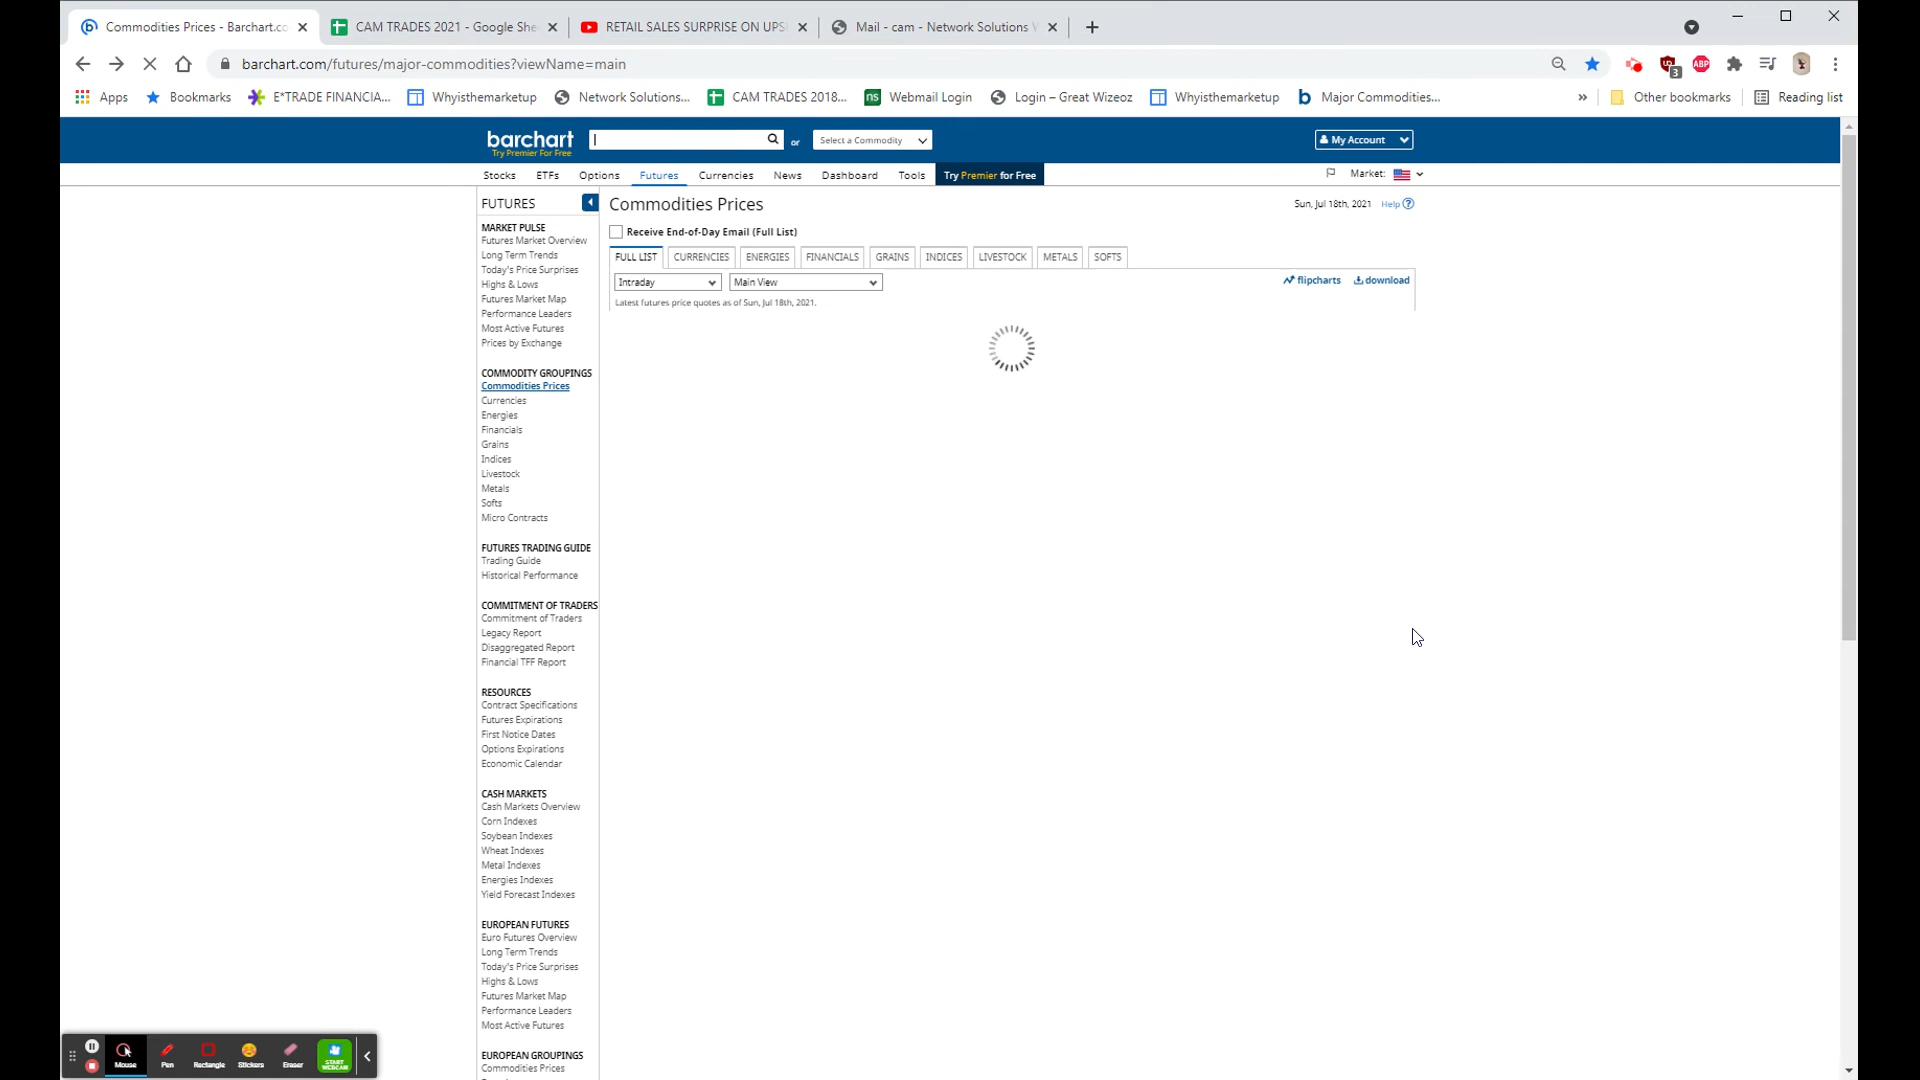 Commodities Prices - Barchart.co
CAM TRADES 2021 - Google She
RETAIL SALES SURPRISE ON UPS
Mail - cam - Network Solutions
barchart.com/futures/major-commodities?viewName=main
3
ABP
Apps
Bookmarks
E*TRADE FINANCIA...
Whyisthemarketup
Network Solutions...
CAM TRADES 2018...
ns
Webmail Login
Login – Great Wizeoz
Whyisthemarketup
b
Major Commodities...
»
Other bookmarks
Reading list
barchart
Try Premier For Free
or
Select a Commodity
My Account
Stocks
ETFs
Options
Futures
Currencies
News
Dashboard
Tools
Try Premier for Free
Market:
FUTURES
Commodities Prices
Sun, Jul 18th, 2021
Help ?
MARKET PULSE
Futures Market Overview
Long Term Trends
Today's Price Surprises
Highs & Lows
Futures Market Map
Performance Leaders
Most Active Futures
Prices by Exchange
Receive End-of-Day Email (Full List)
FULL LIST
CURRENCIES
ENERGIES
FINANCIALS
GRAINS
INDICES
LIVESTOCK
METALS
SOFTS
Intraday
Main View
flipcharts
download
Latest futures price quotes as of Sun, Jul 18th, 2021.
COMMODITY GROUPINGS
Commodities Prices
Currencies
Energies
Financials
Grains
Indices
Livestock
Metals
Softs
Micro Contracts
FUTURES TRADING GUIDE
Trading Guide
Historical Performance
COMMITMENT OF TRADERS
Commitment of Traders
Legacy Report
Disaggregated Report
Financial TFF Report
RESOURCES
Contract Specifications
Futures Expirations
First Notice Dates
Options Expirations
Economic Calendar
CASH MARKETS
Cash Markets Overview
Corn Indexes
Soybean Indexes
Wheat Indexes
Metal Indexes
Energies Indexes
Yield Forecast Indexes
EUROPEAN FUTURES
Euro Futures Overview
Long Term Trends
Today's Price Surprises
Highs & Lows
Futures Market Map
Performance Leaders
Most Active Futures
EUROPEAN GROUPINGS
Commodities Prices
Mouse
Pen
Rectangle
Stickers
Eraser
START
WEBCAM